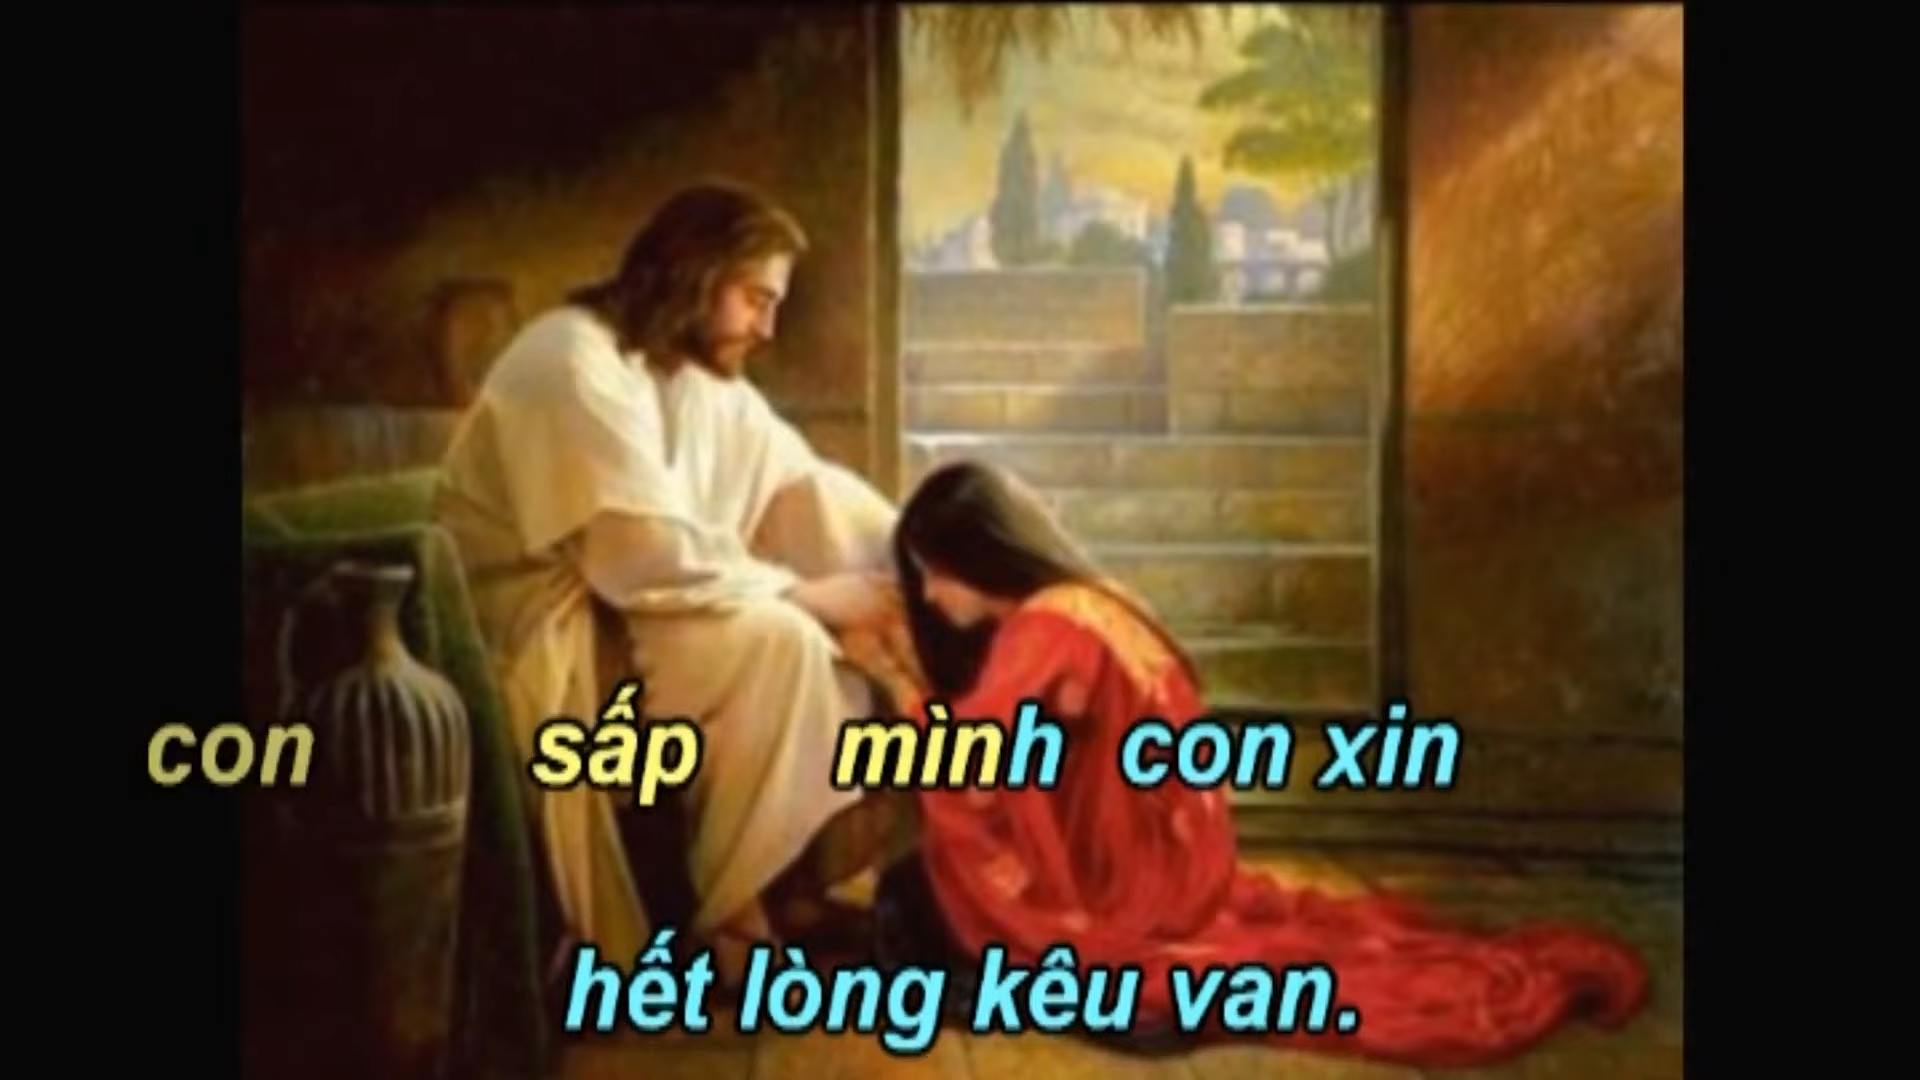 con sấp mình con xin
hết lòng kêu van.